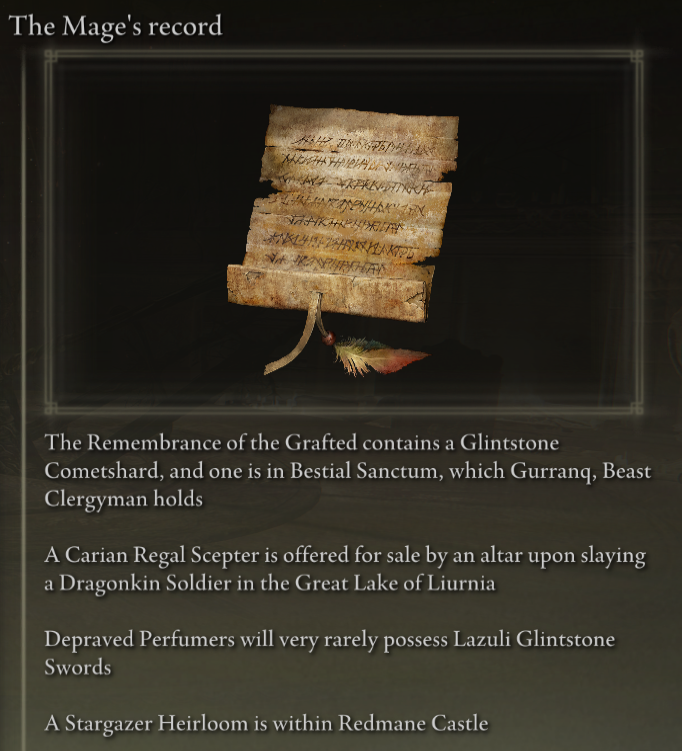 The Mage's record
The Remembrance of the Grafted contains a Glintstone
Cometshard, and one is in Bestial Sanctum, which Gurranq, Beast
Clergyman holds
A Carian Regal Scepter is offered for sale by an altar upon slaying
a Dragonkin Soldier in the Great Lake of Liurnia
Depraved Perfumers will very rarely possess Lazuli Glintstone
Swords
A Stargazer Heirloom is within Redmane Castle